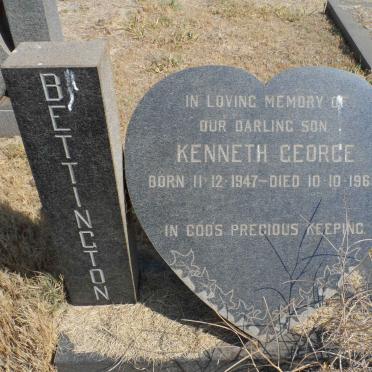 BETTINGTON
IN LOVING MEMORY OF
OUR DARLING SON
KENNETH GEORGE
BORN 11·12·1947–DIED 10·10·196
IN GOD'S PRECIOUS KEEPING